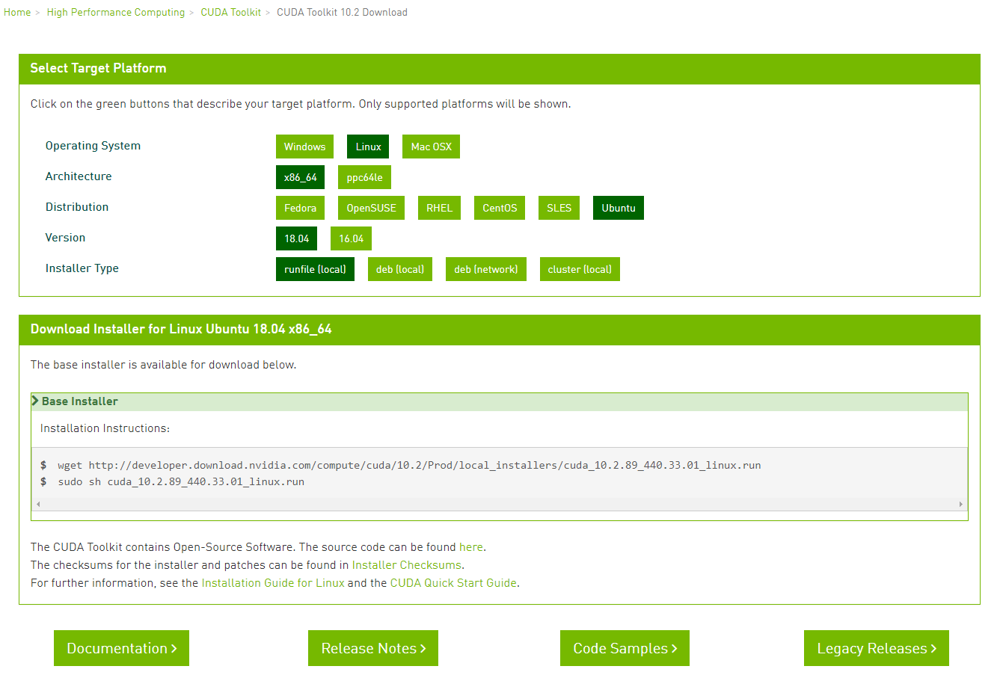 Home > High Performance Computing > CUDA Toolkit > CUDA Toolkit 10.2 Download
Select Target Platform
Click on the green buttons that describe your target platform. Only supported platforms will be shown.
Operating System Windows Linux Mac OSX
Architecture x86_64 ppc64le
Distribution Fedora OpenSUSE RHEL CentOS SLES Ubuntu
Version 18.04 16.04
Installer Type runfile (local) deb (local) deb (network) cluster (local)
Download Installer for Linux Ubuntu 18.04 x86_64
The base installer is available for download below.
Base Installer
Installation Instructions:
$ wget http://developer.download.nvidia.com/compute/cuda/10.2/Prod/local_installers/cuda_10.2.89_440.33.01_linux.run
$ sudo sh cuda_10.2.89_440.33.01_linux.run
The CUDA Toolkit contains Open-Source Software. The source code can be found here.
The checksums for the installer and patches can be found in Installer Checksums.
For further information, see the Installation Guide for Linux and the CUDA Quick Start Guide.
Documentation > Release Notes > Code Samples > Legacy Releases >